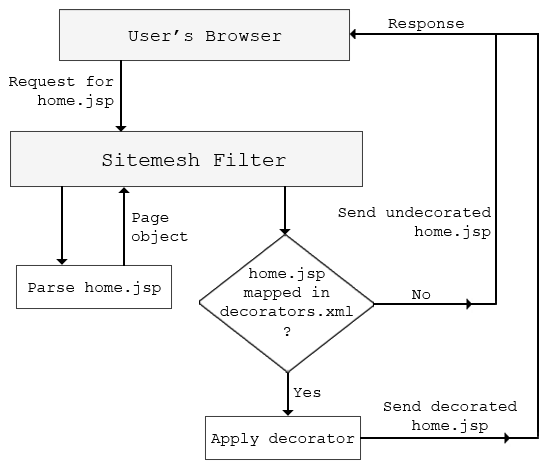 Response
User's Browser
Request for
home.jsp
Sitemesh Filter
Page
object
Send undecorated
home.jsp
Parse home.jsp
home.jsp
mapped in
decorators.xml
?
No
Yes
Send decorated
home.jsp
Apply decorator